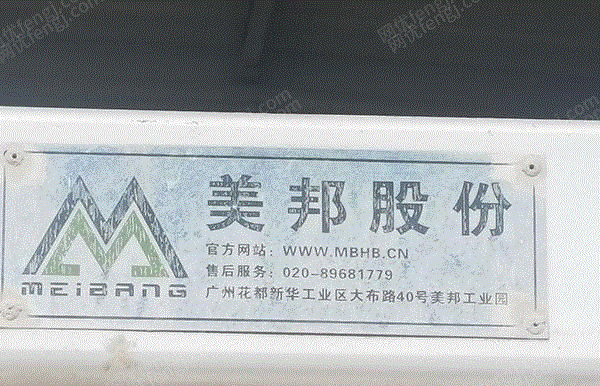 美邦股份
MEIBANG
官方网站：WWW.MBHB.CN
售后服务：020-89681779
广州花都新华工业区大布路40号美邦工业园